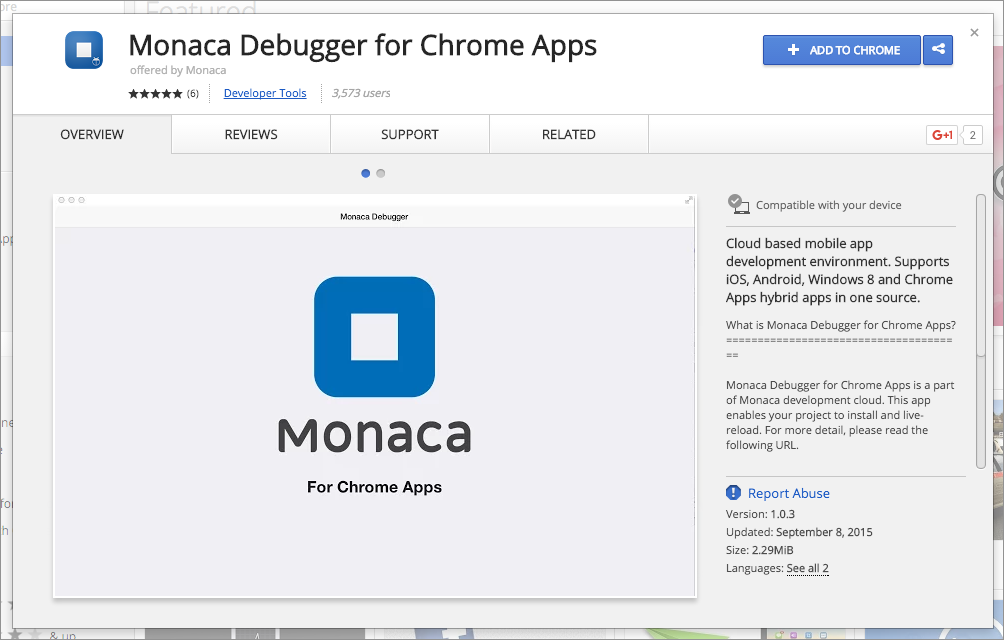 ore
Featured
Monaca Debugger for Chrome Apps
offered by Monaca
(6)
Developer Tools
3,573 users
ADD TO CHROME
OVERVIEW
REVIEWS
SUPPORT
RELATED
G+1
2
Monaca Debugger
Monaca
For Chrome Apps
Compatible with your device
Cloud based mobile app
development environment. Supports
iOS, Android, Windows 8 and Chrome
Apps hybrid apps in one source.
What is Monaca Debugger for Chrome Apps?
===================================
==
Monaca Debugger for Chrome Apps is a part
of Monaca development cloud. This app
enables your project to install and live-
reload. For more detail, please read the
following URL.
Report Abuse
Version: 1.0.3
Updated: September 8, 2015
Size: 2.29MiB
Languages: See all 2
& up